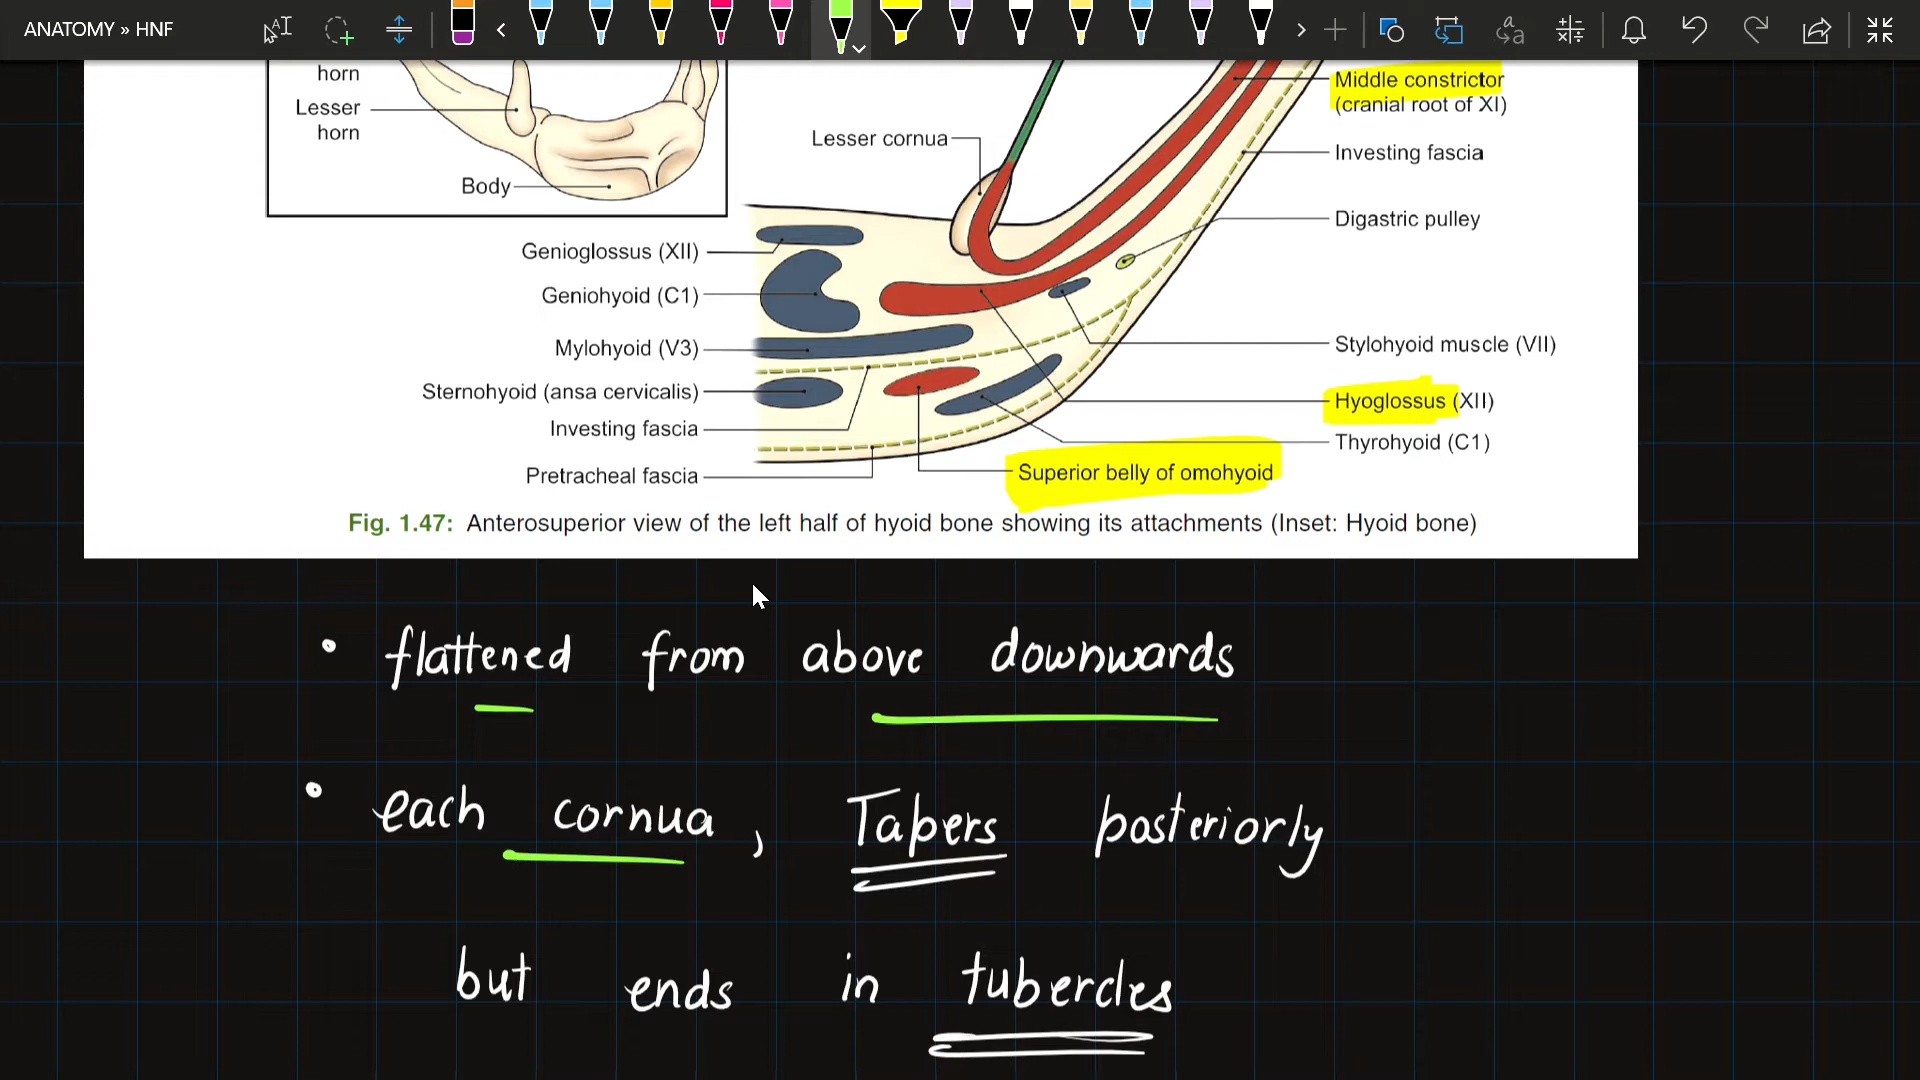 ANATOMY » HNF
horn
Lesser
horn
Body
Lesser cornua
Middle constrictor
(cranial root of XI)
Investing fascia
Digastric pulley
Genioglossus (XII)
Geniohyoid (C1)
Mylohyoid (V3)
Sternohyoid (ansa cervicalis)
Investing fascia
Pretracheal fascia
Stylohyoid muscle (VII)
Hyoglossus (XII)
Thyrohyoid (C1)
Superior belly of omohyoid
Fig. 1.47: Anterosuperior view of the left half of hyoid bone showing its attachments (Inset: Hyoid bone)
• flattened from above downwards
• each cornua, Tapers posteriorly
but ends in tubercles